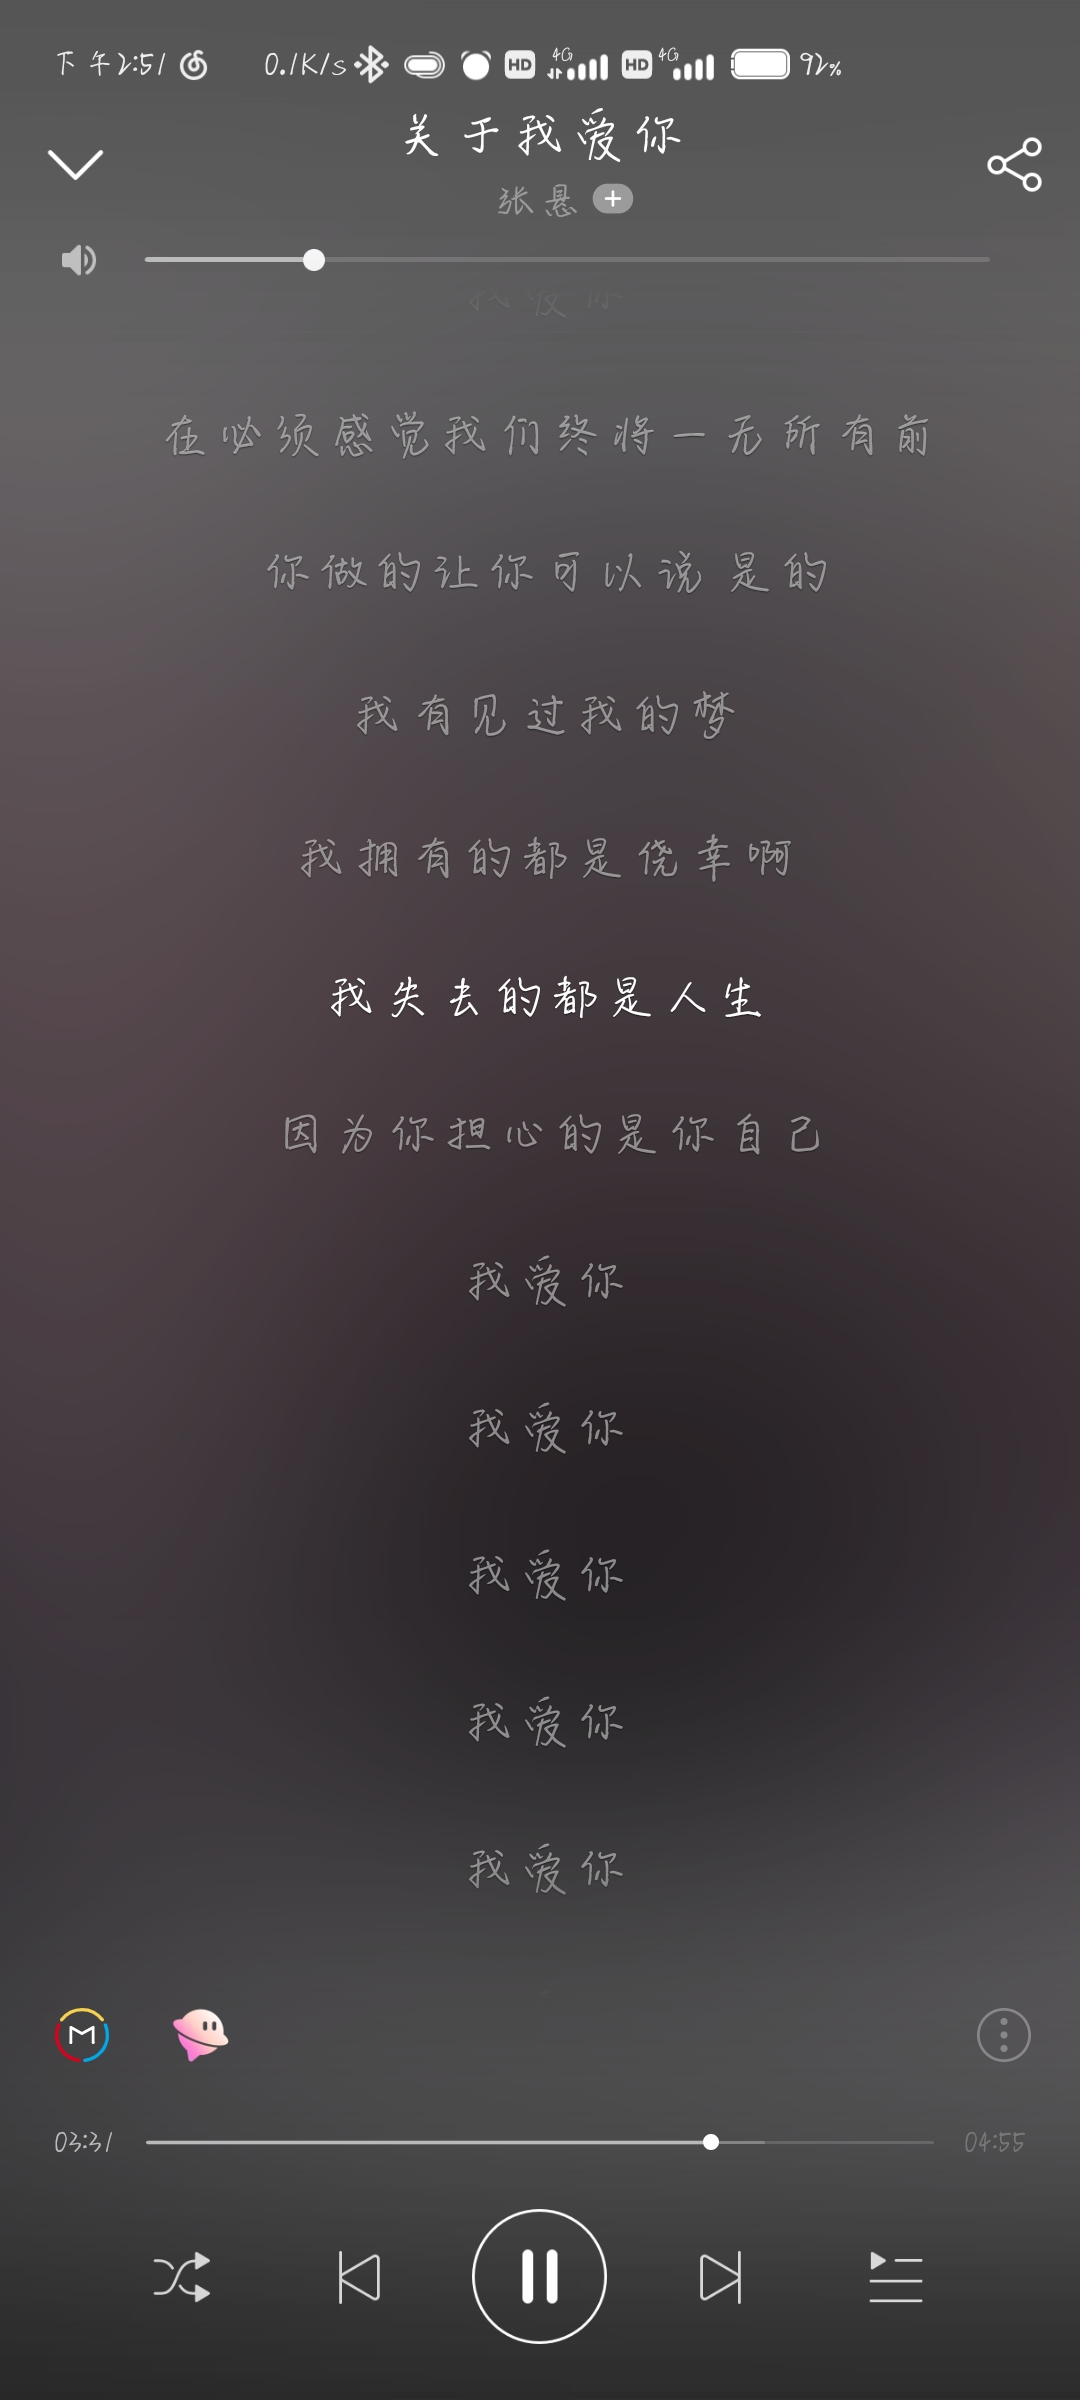 下午2:51 0.1K/s HD 4G HD 4G 92%
关于我爱你
张悬 +
我爱你
在必须感觉我们终将一无所有前
你做的让你可以说 是的
我有见过我的梦
我拥有的都是侥幸啊
我失去的都是人生
因为你担心的是你自己
我爱你
我爱你
我爱你
我爱你
我爱你
M
03:31 04:55